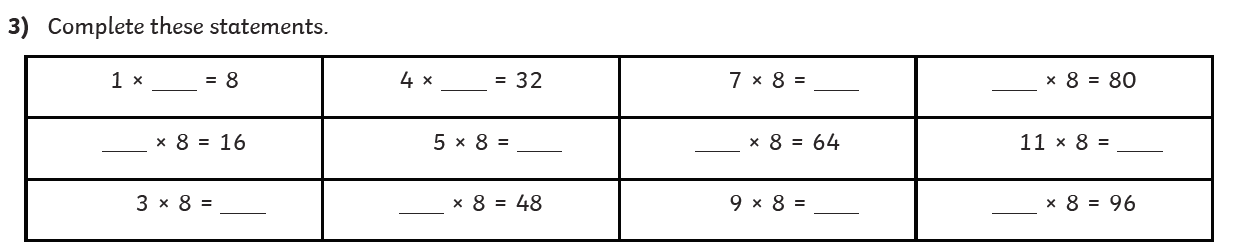 3) Complete these statements.
1 × ____ = 8 4 × ____ = 32 7 × 8 = ____ ____ × 8 = 80
____ × 8 = 16 5 × 8 = ____ ____ × 8 = 64 11 × 8 = ____
3 × 8 = ____ ____ × 8 = 48 9 × 8 = ____ ____ × 8 = 96